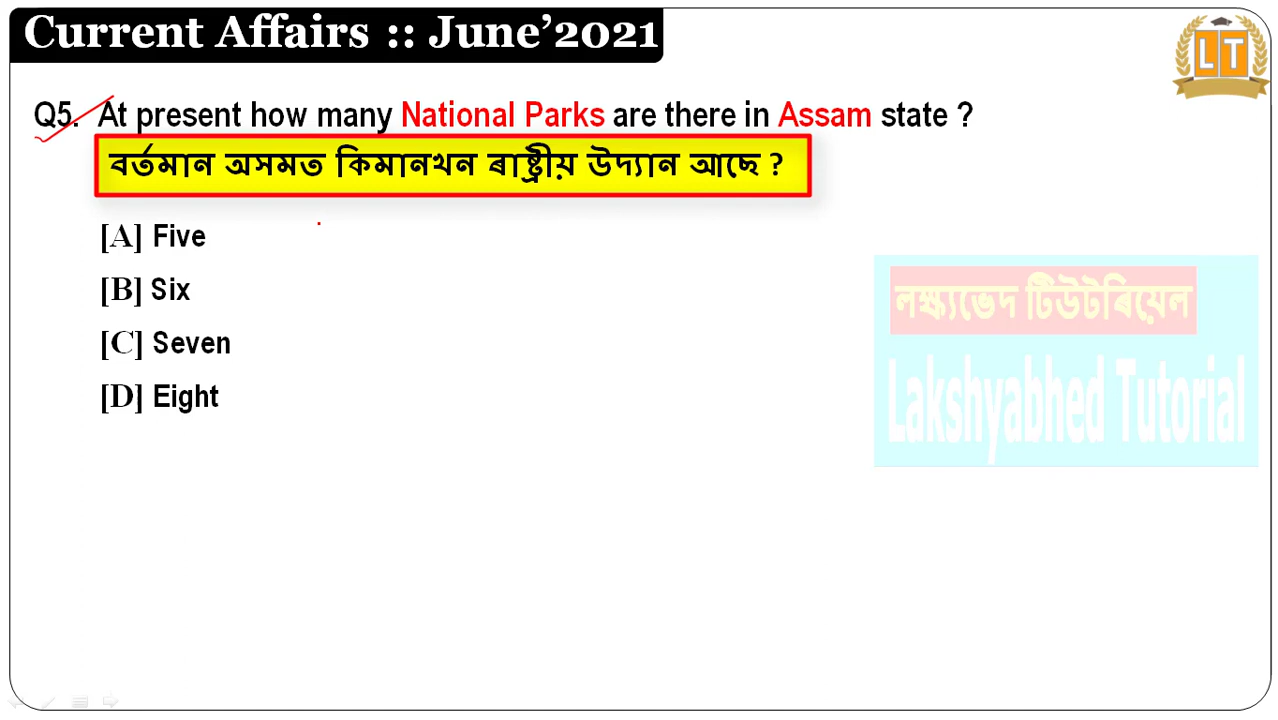 Current Affairs :: June’2021
LT
Q5. At present how many National Parks are there in Assam state ?
বৰ্তমান অসমত কিমানখন ৰাষ্ট্ৰীয় উদ্যান আছে ?
[A] Five
[B] Six
[C] Seven
[D] Eight
লক্ষ্যভেদ টিউটৰিয়েল
Lakshyabhed Tutorial